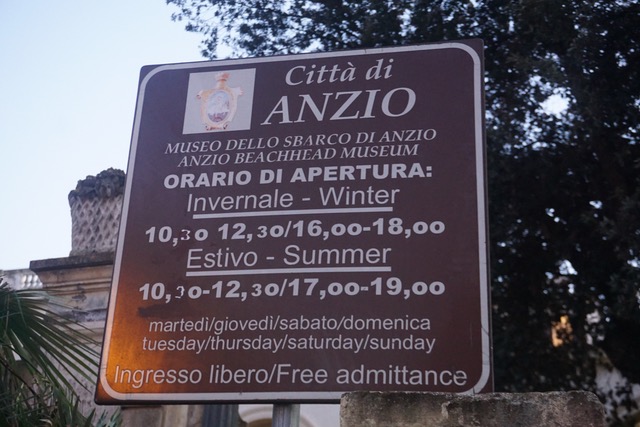 Città di
ANZIO
MUSEO DELLO SBARCO DI ANZIO
ANZIO BEACHHEAD MUSEUM
ORARIO DI APERTURA:
Invernale - Winter
10,30 12,30/16,00-18,00
Estivo - Summer
10,30-12,30/17,00-19,00
martedì/giovedì/sabato/domenica
tuesday/thursday/saturday/sunday
Ingresso libero/Free admittance